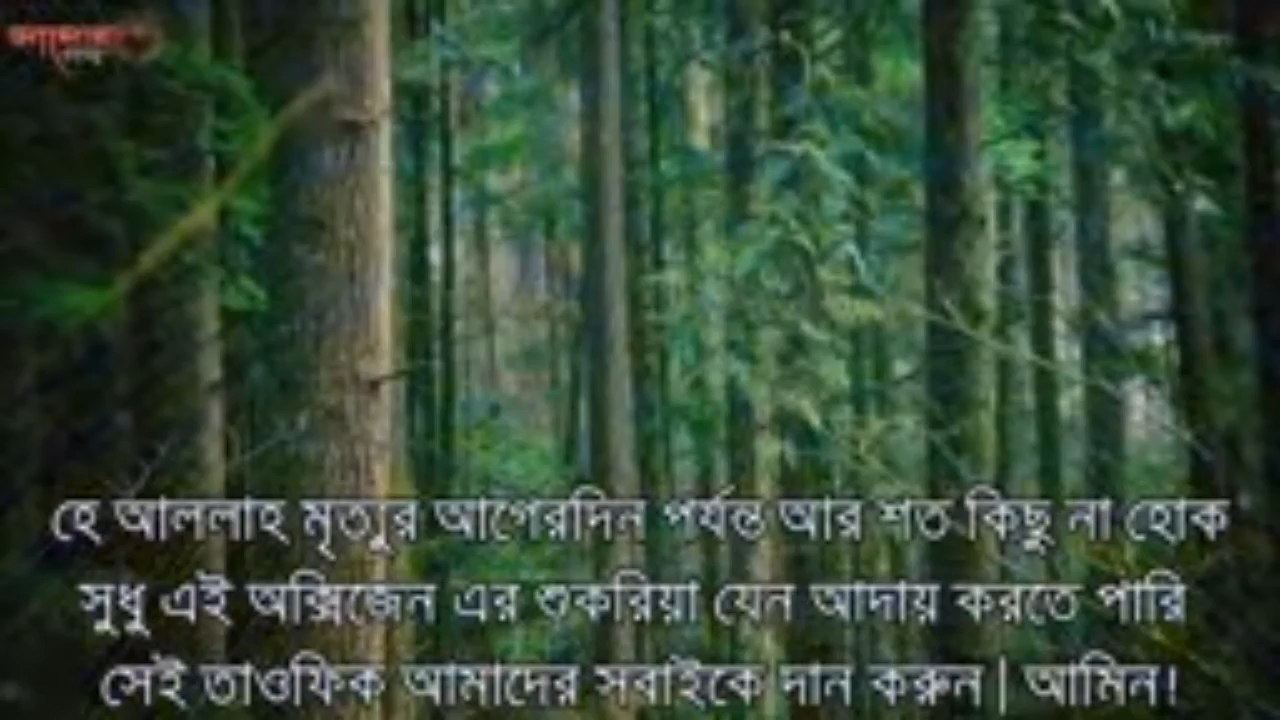 হে আললাহ মৃত্যুর আগেরদিন পর্যন্ত আর শত কিছু না হোক
সুধু এই অক্সিজেন এর শুকরিয়া যেন আদায় করতে পারি
সেই তাওফিক আমাদের সবাইকে দান করুন | আমিন!